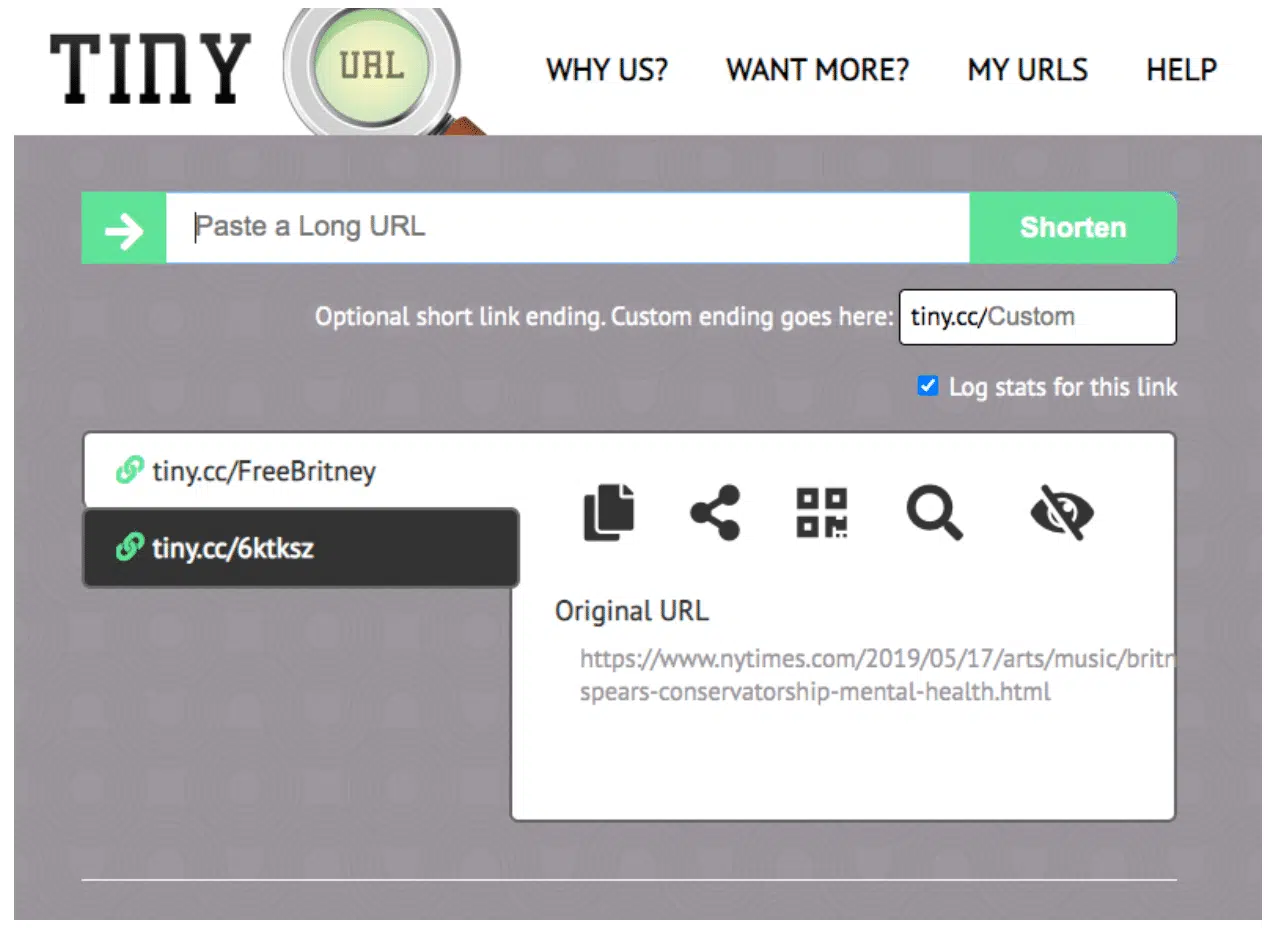 TINY URL
WHY US? WANT MORE? MY URLS HELP
Paste a Long URL
Shorten
Optional short link ending. Custom ending goes here: tiny.cc/Custom
Log stats for this link
tiny.cc/FreeBritney
tiny.cc/6ktksz
Original URL
https://www.nytimes.com/2019/05/17/arts/music/britn
spears-conservatorship-mental-health.html